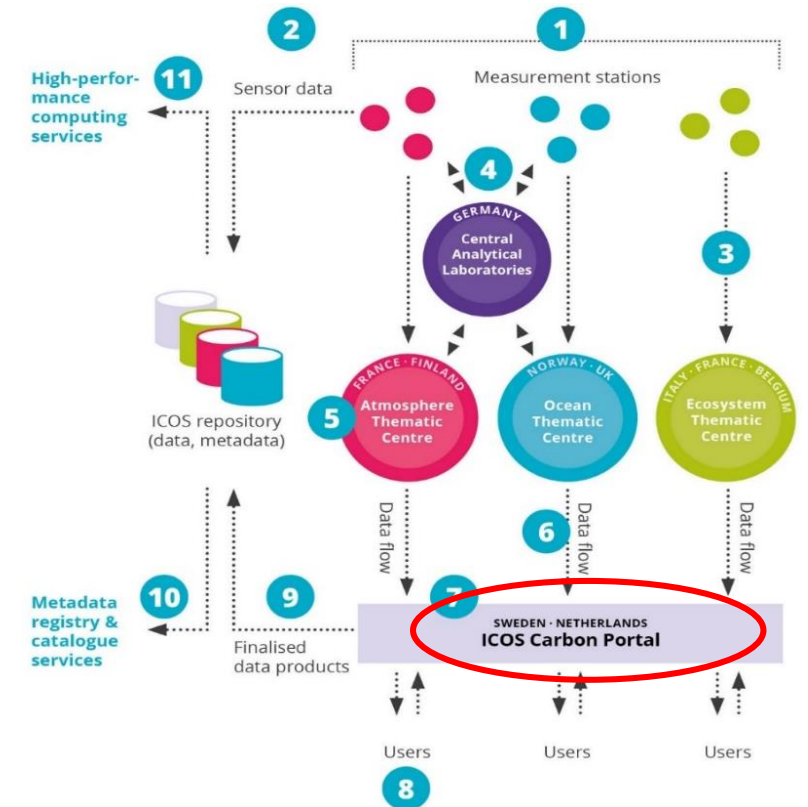 2
1
11
High-perfor-
mance
computing
services
Sensor data
Measurement stations
4
GERMANY
Central
Analytical
Laboratories
3
FRANCE · FINLAND
Atmosphere
Thematic
Centre
NORWAY · UK
Ocean
Thematic
Centre
ITALY · FRANCE · BELGIUM
Ecosystem
Thematic
Centre
5
ICOS repository
(data, metadata)
Data flow
6
Data flow
Data flow
10
9
7
Metadata
registry &
catalogue
services
Finalised
data products
SWEDEN · NETHERLANDS
ICOS Carbon Portal
Users
Users
Users
8